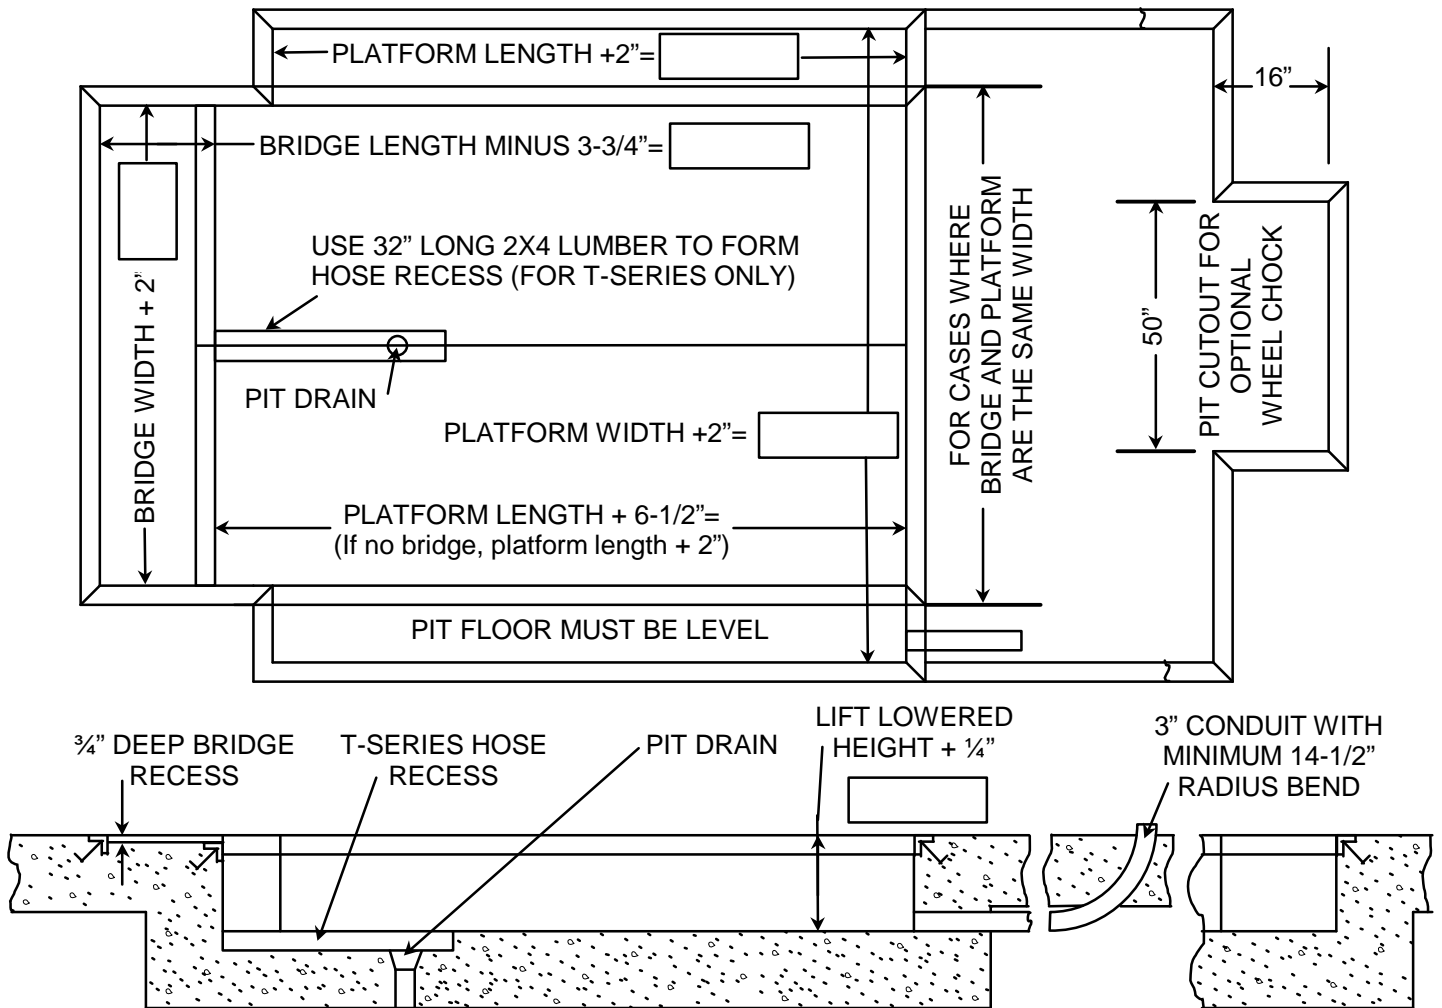 PLATFORM LENGTH +2”=
16”
BRIDGE LENGTH MINUS 3-3/4”=
BRIDGE WIDTH + 2”
USE 32” LONG 2X4 LUMBER TO FORM
HOSE RECESS (FOR T-SERIES ONLY)
PIT DRAIN
PLATFORM WIDTH +2”=
FOR CASES WHERE
BRIDGE AND PLATFORM
ARE THE SAME WIDTH
50”
PIT CUTOUT FOR
OPTIONAL
WHEEL CHOCK
PLATFORM LENGTH + 6-1/2”=
(If no bridge, platform length + 2”)
PIT FLOOR MUST BE LEVEL
¾” DEEP BRIDGE
RECESS
T-SERIES HOSE
RECESS
PIT DRAIN
LIFT LOWERED
HEIGHT + ¼”
3” CONDUIT WITH
MINIMUM 14-1/2”
RADIUS BEND